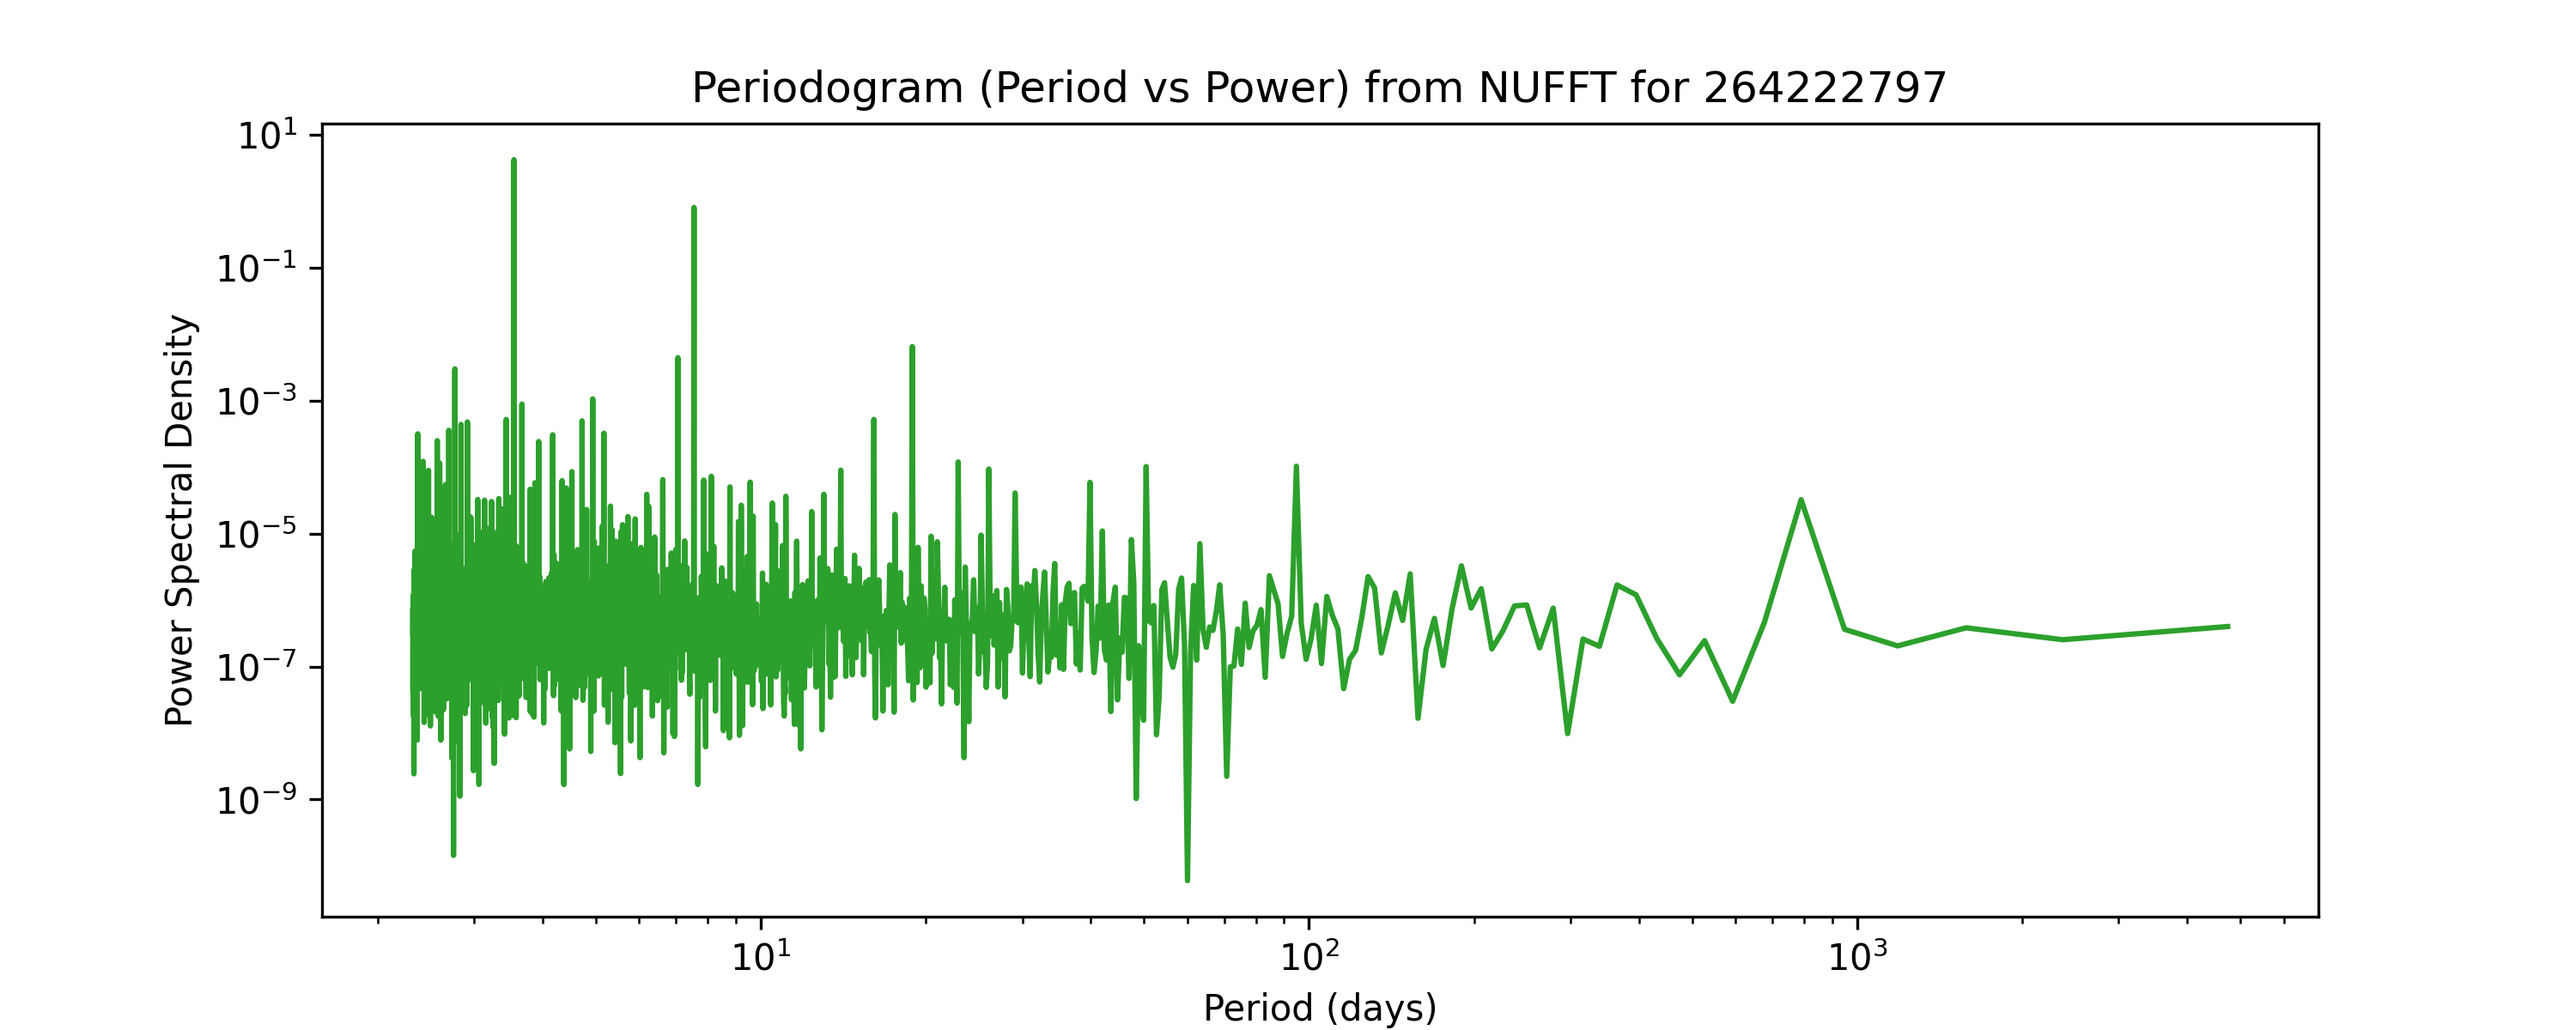 Periodogram (Period vs Power) from NUFFT for 264222797
Power Spectral Density
10¹
10⁻¹
10⁻³
10⁻⁵
10⁻⁷
10⁻⁹
10¹ 10² 10³
Period (days)